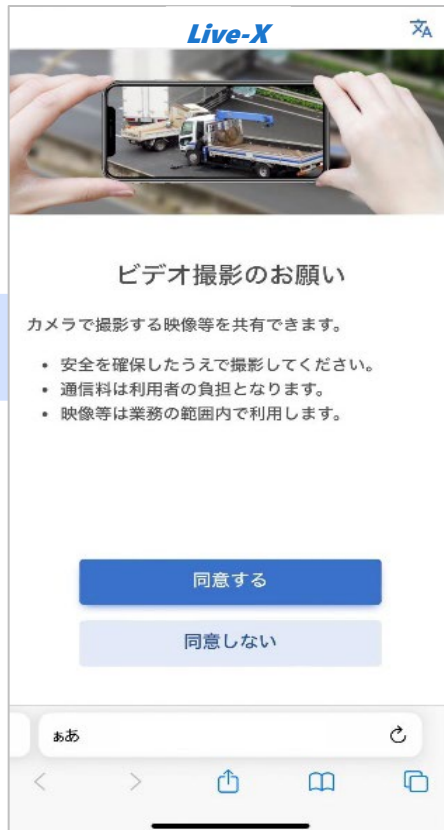 Live-X
文A
ビデオ撮影のお願い
カメラで撮影する映像等を共有できます。
• 安全を確保したうえで撮影してください。
• 通信料は利用者の負担となります。
• 映像等は業務の範囲内で利用します。
同意する
同意しない
ぁあ